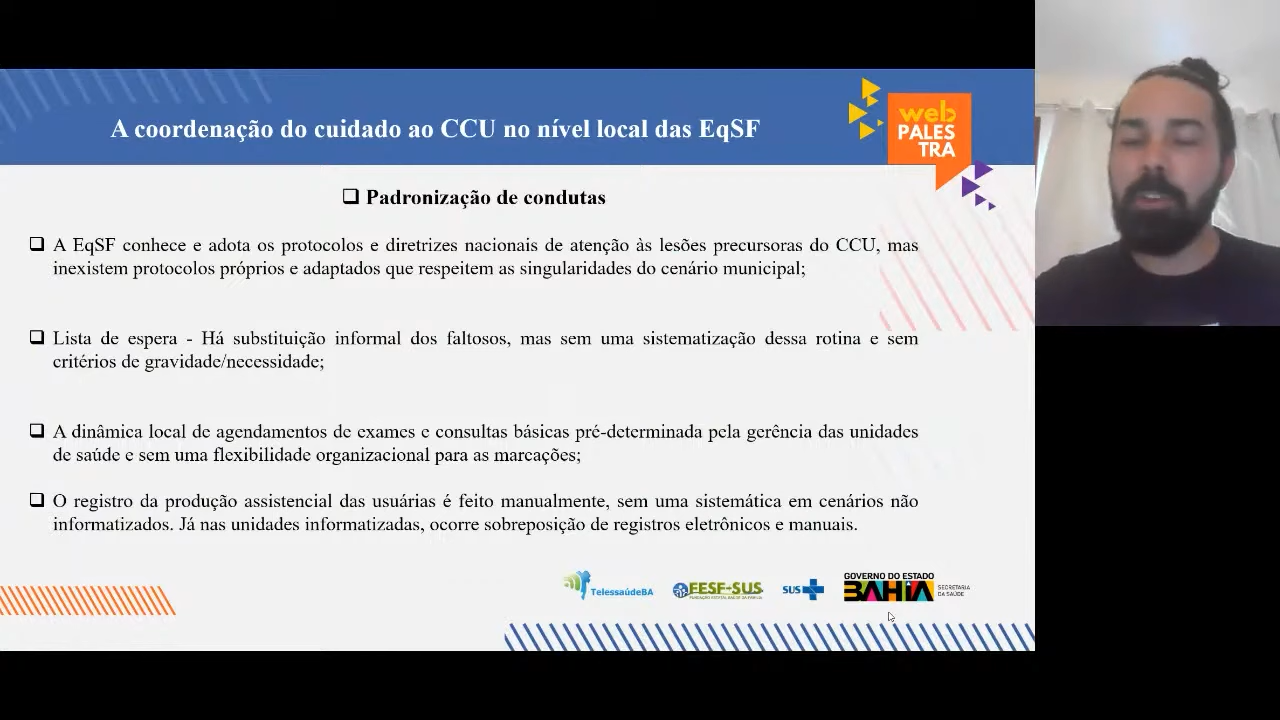 A coordenação do cuidado ao CCU no nível local das EqSF
web
PALES
TRA
Padronização de condutas
A EqSF conhece e adota os protocolos e diretrizes nacionais de atenção às lesões precursoras do CCU, mas
inexistem protocolos próprios e adaptados que respeitem as singularidades do cenário municipal;
Lista de espera - Há substituição informal dos faltosos, mas sem uma sistematização dessa rotina e sem
critérios de gravidade/necessidade;
A dinâmica local de agendamentos de exames e consultas básicas pré-determinada pela gerência das unidades
de saúde e sem uma flexibilidade organizacional para as marcações;
O registro da produção assistencial das usuárias é feito manualmente, sem uma sistemática em cenários não
informatizados. Já nas unidades informatizadas, ocorre sobreposição de registros eletrônicos e manuais.
TelessaúdeBA
FESF-SUS
SUS
GOVERNO DO ESTADO
BAHIA
SECRETARIA
DA SAÚDE